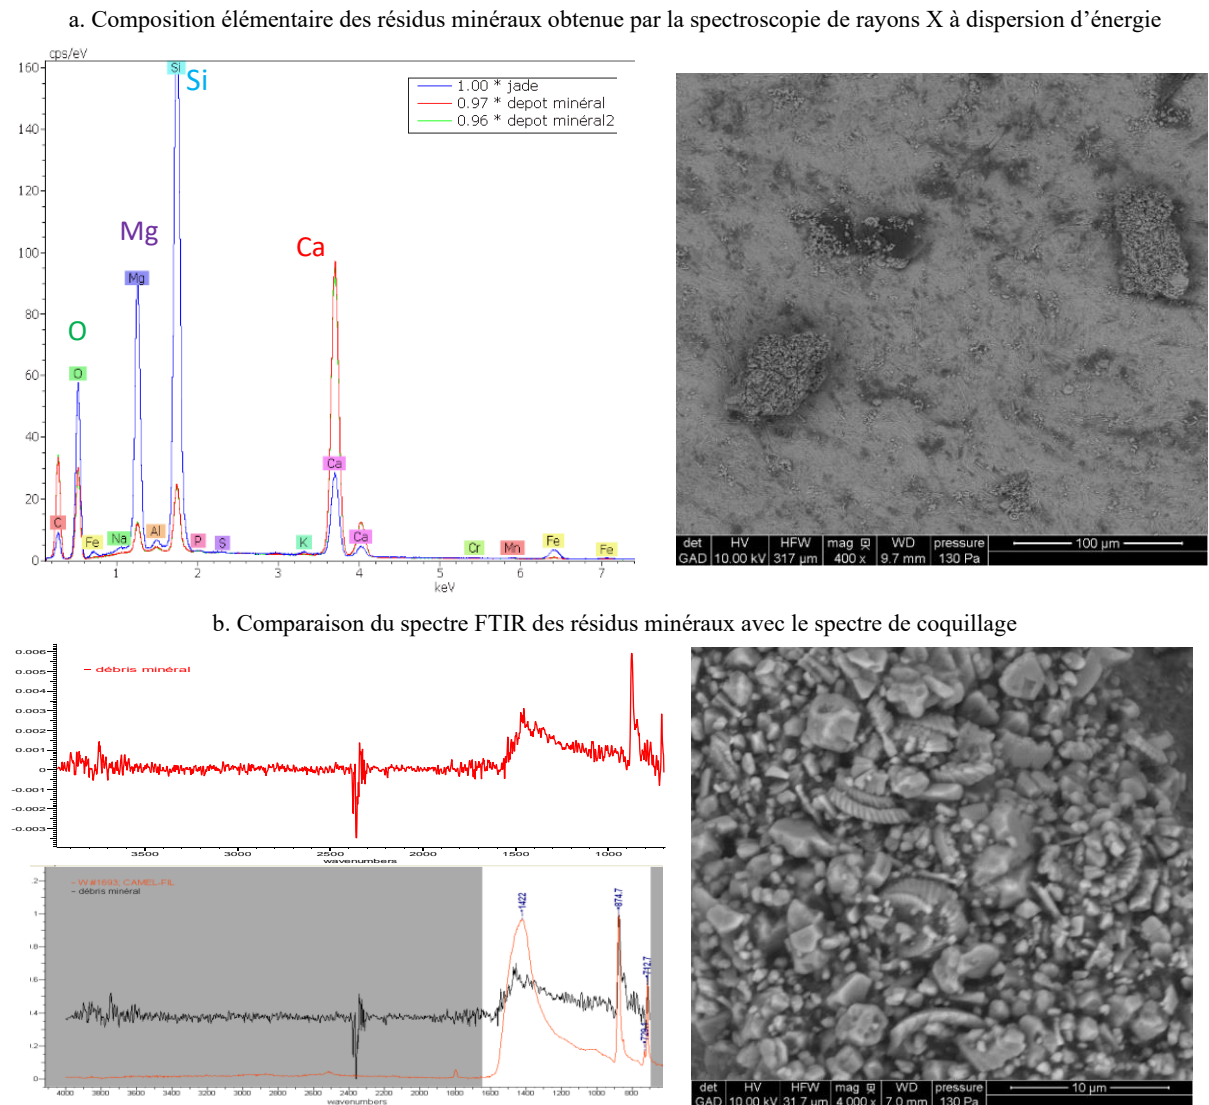 a. Composition élémentaire des résidus minéraux obtenue par la spectroscopie de rayons X à dispersion d’énergie
cps/eV
160
140
120
100
80
60
40
20
0
Si
Si
Mg
Mg
O
O
Ca
Ca
Ca
C
Fe
Na
Al
P
S
K
Cr
Mn
Fe
Fe
1.00 * jade
0.97 * depot minéral
0.96 * depot minéral2
1 2 3 4 5 6 7
keV
det HV HFW mag WD pressure
GAD 10.00 kV 317 µm 400 x 9.7 mm 130 Pa
100 µm
b. Comparaison du spectre FTIR des résidus minéraux avec le spectre de coquillage
0.006
0.005
0.004
0.003
0.002
0.001
0
-0.001
-0.002
-0.003
débris minéral
3500 3000 2500 2000 1500 1000
wavenumbers
W#1693; CAMEL-FIL
débris minéral
1422
874.7
712.7
4000 3800 3600 3400 3200 3000 2800 2600 2400 2200 2000 1800 1600 1400 1200 1000 800
wavenumbers
det HV HFW mag WD pressure
GAD 10.00 kV 31.7 µm 4 000 x 7.0 mm 130 Pa
10 µm